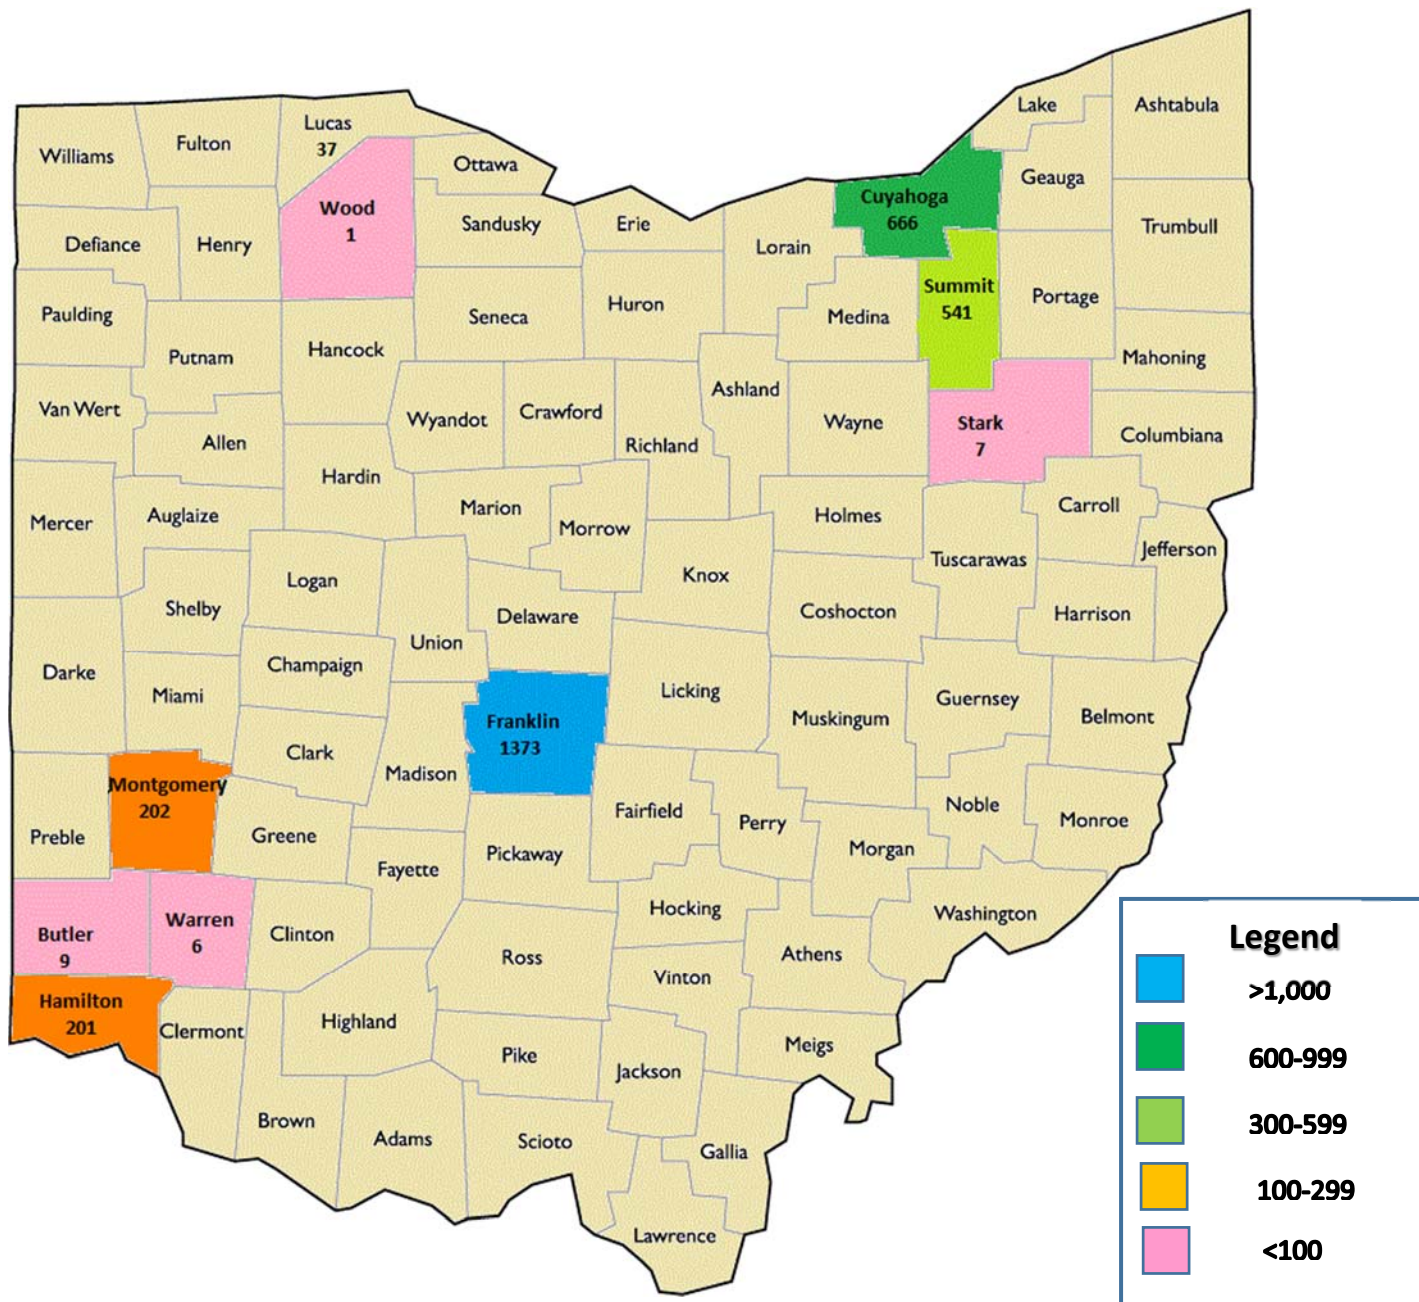 Lake
Ashtabula
Lucas
37
Williams
Fulton
Ottawa
Geauga
Cuyahoga
666
Wood
1
Sandusky
Erie
Trumbull
Defiance
Henry
Lorain
Summit
541
Portage
Paulding
Seneca
Huron
Medina
Putnam
Hancock
Mahoning
Van Wert
Ashland
Allen
Wyandot
Crawford
Richland
Wayne
Stark
7
Columbiana
Hardin
Mercer
Auglaize
Marion
Morrow
Holmes
Carroll
Jefferson
Tuscarawas
Logan
Knox
Shelby
Delaware
Coshocton
Harrison
Union
Darke
Champaign
Miami
Licking
Guernsey
Franklin
1373
Muskingum
Belmont
Clark
Madison
Montgomery
202
Fairfield
Perry
Noble
Monroe
Preble
Greene
Pickaway
Morgan
Fayette
Hocking
Washington
Butler
9
Warren
6
Clinton
Ross
Athens
Vinton
Hamilton
201
Clermont
Highland
Pike
Jackson
Meigs
Brown
Adams
Scioto
Gallia
Lawrence
Legend
>1,000
600-999
300-599
100-299
<100